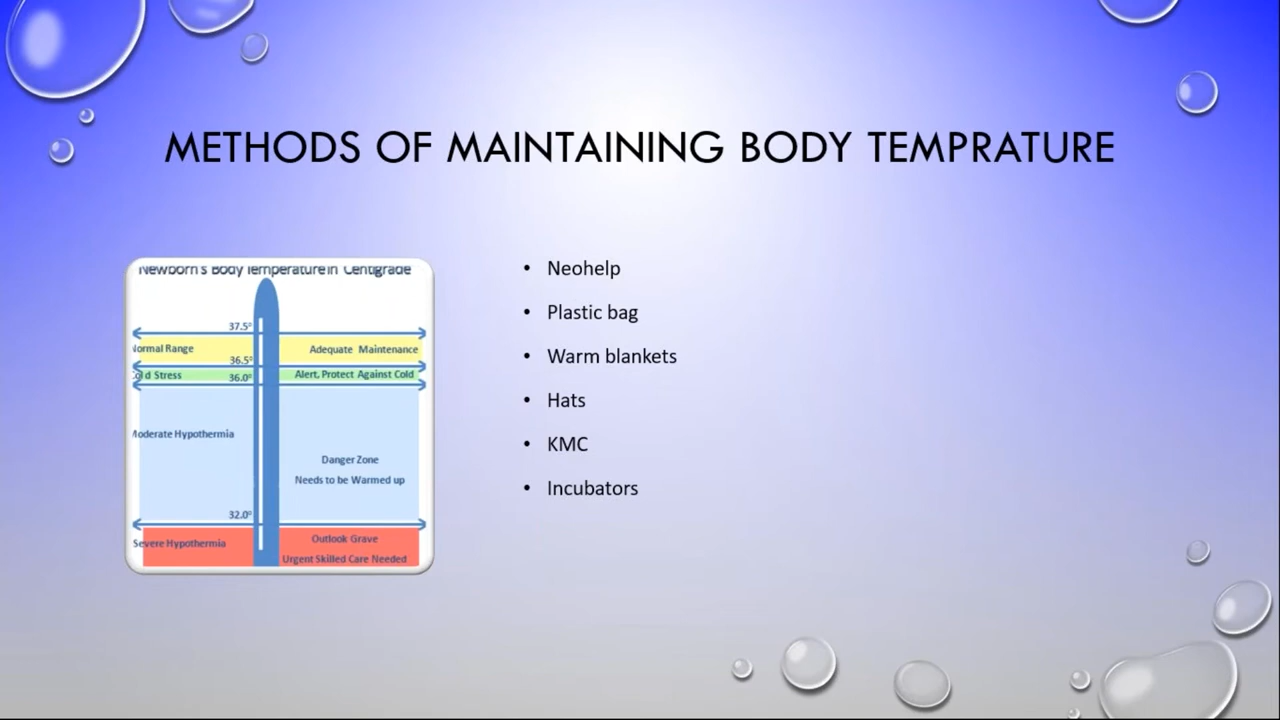 METHODS OF MAINTAINING BODY TEMPRATURE
Newborn's Body Temperature in Centigrade
37.5°
ormal Range Adequate Maintenance
36.5°
old Stress 36.0° Alert, Protect Against Cold
Moderate Hypothermia
Danger Zone
Needs to be Warmed up
32.0°
Severe Hypothermia Outlook Grave
Urgent Skilled Care Needed
• Neohelp
• Plastic bag
• Warm blankets
• Hats
• KMC
• Incubators